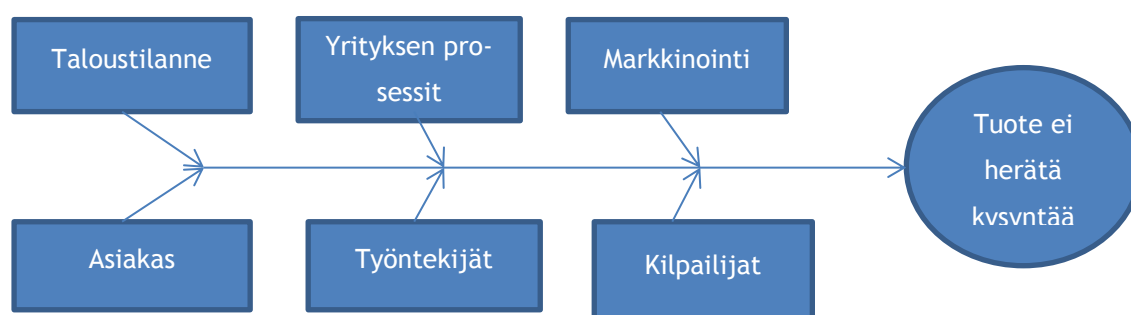 Taloustilanne
Yrityksen pro-
sessit
Markkinointi
Tuote ei
herätä
kysyntää
Asiakas
Työntekijät
Kilpailijat